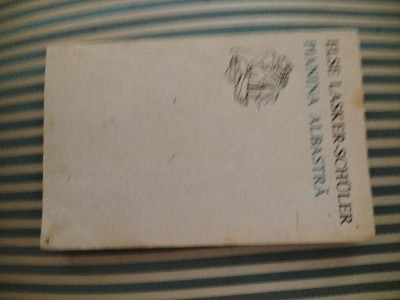 ELSE LASKER-SCHÜLER
PIANINA ALBASTRĂ